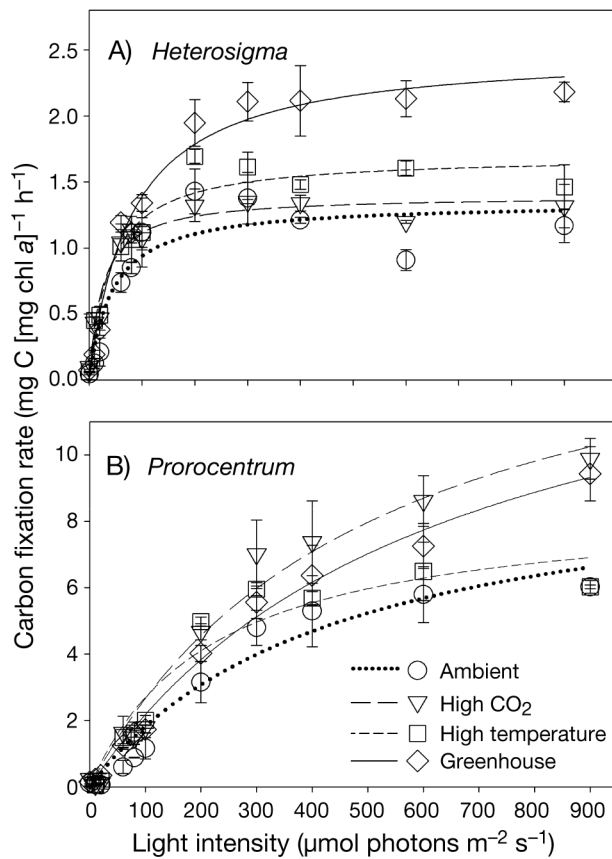 A) Heterosigma
3.0
2.5
2.0
1.5
1.0
0.5
0.0
Carbon fixation rate (mg C [mg chl a]⁻¹ h⁻¹)
B) Prorocentrum
10
8
6
4
2
0
Ambient
High CO₂
High temperature
Greenhouse
0 100 200 300 400 500 600 700 800 900
Light intensity (µmol photons m⁻² s⁻¹)